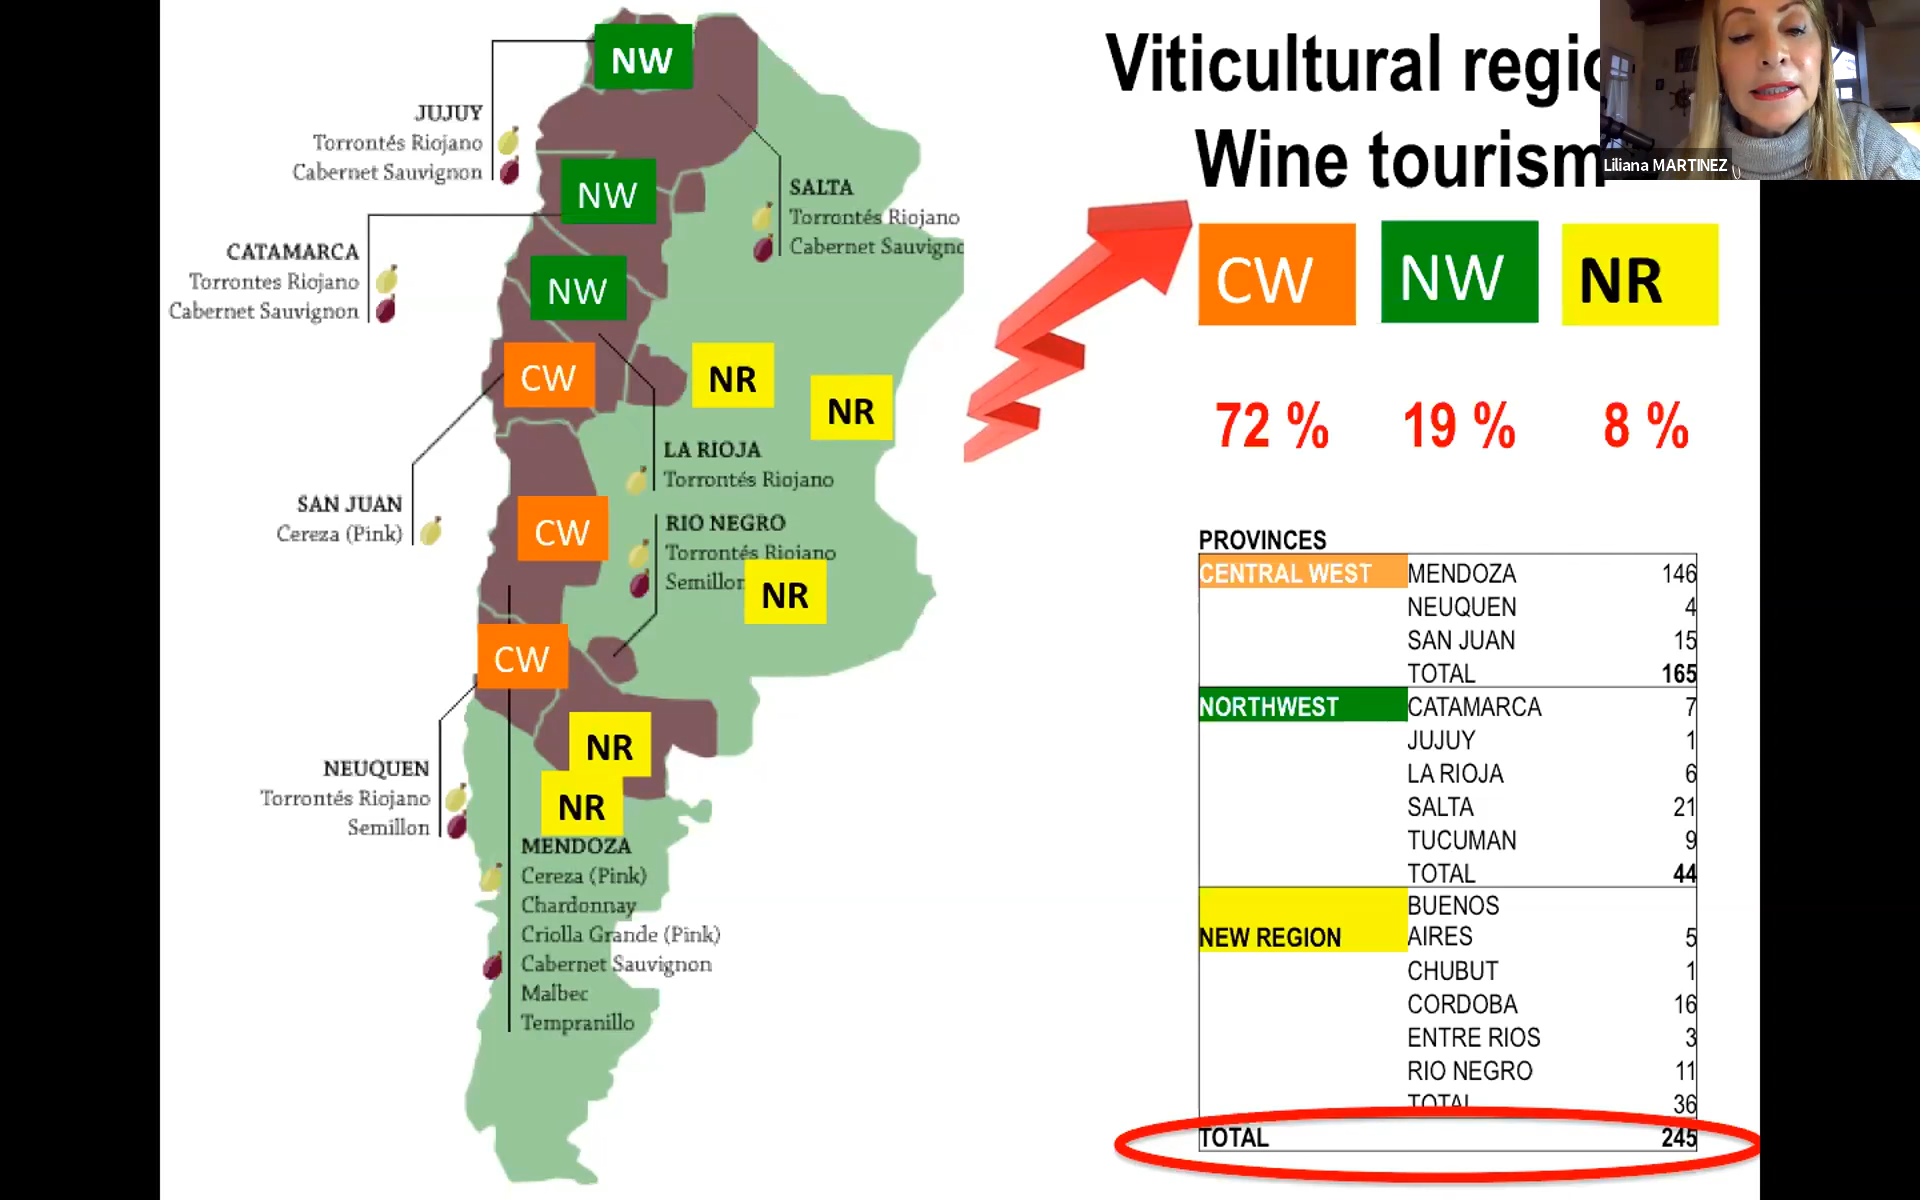 Viticultural regio
Wine tourism
Liliana MARTINEZ
NW
JUJUY
Torrontés Riojano
Cabernet Sauvignon
NW
SALTA
Torrontés Riojano
Cabernet Sauvigno
CATAMARCA
Torrontes Riojano
Cabernet Sauvignon
NW
CW
NR
NR
LA RIOJA
Torrontés Riojano
SAN JUAN
Cereza (Pink)
CW
RIO NEGRO
Torrontés Riojano
Semillon
NR
CW
NR
NEUQUEN
Torrontés Riojano
Semillon
NR
MENDOZA
Cereza (Pink)
Chardonnay
Criolla Grande (Pink)
Cabernet Sauvignon
Malbec
Tempranillo
CW NW NR
72 % 19 % 8 %
PROVINCES
CENTRAL WEST MENDOZA 146
NEUQUEN 4
SAN JUAN 15
TOTAL 165
NORTHWEST CATAMARCA 7
JUJUY 1
LA RIOJA 6
SALTA 21
TUCUMAN 9
TOTAL 44
BUENOS
NEW REGION AIRES 5
CHUBUT 1
CORDOBA 16
ENTRE RIOS 3
RIO NEGRO 11
TOTAL 36
TOTAL 245